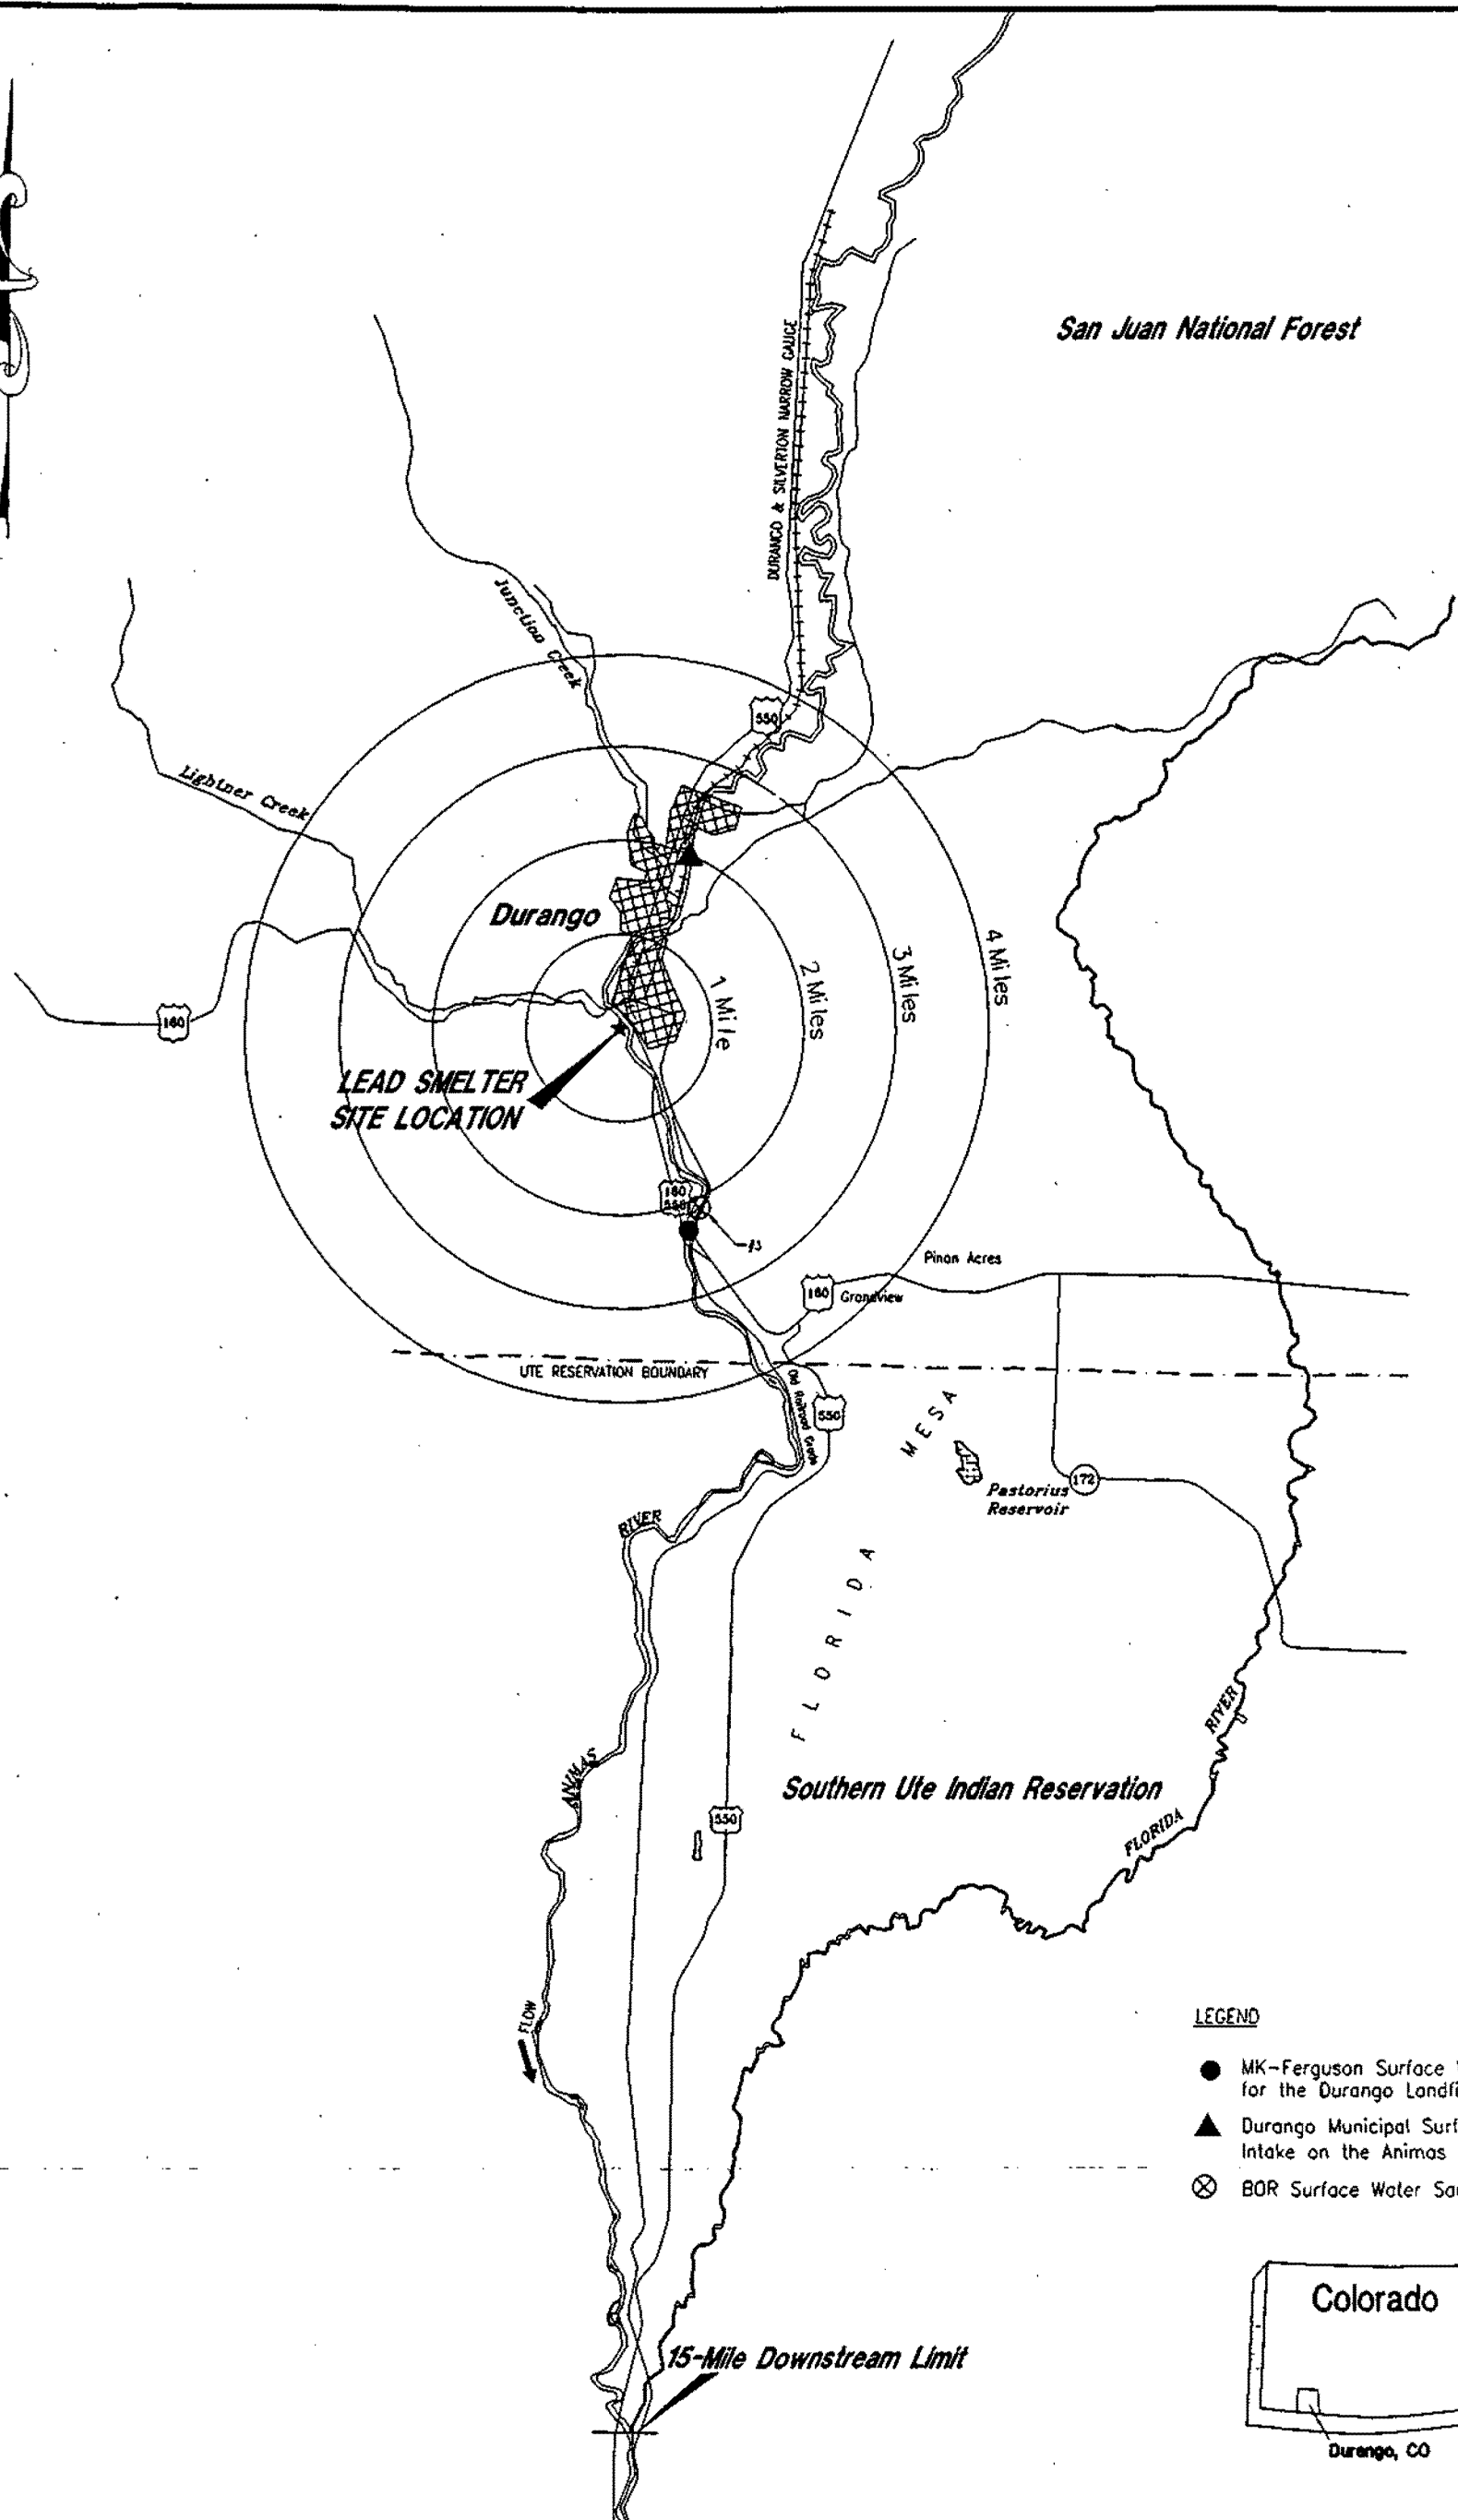 San Juan National Forest
DURANGO & SILVERTON NARROW GAUGE
Junction Creek
550
Lightner Creek
Durango
1 Mile
2 Miles
3 Miles
4 Miles
160
LEAD SMELTER
SITE LOCATION
160
550
#3
Pinon Acres
160
Grandview
UTE RESERVATION BOUNDARY
Old Railroad Grade
550
MESA
172
Pastorius
Reservoir
RIVER
FLORIDA
RIVER
ANIMAS
Southern Ute Indian Reservation
550
FLORIDA
FLOW
LEGEND
MK-Ferguson Surface
for the Durango Landfi
Durango Municipal Surf
Intake on the Animas
BOR Surface Water Sa
Colorado
15-Mile Downstream Limit
Durango, CO